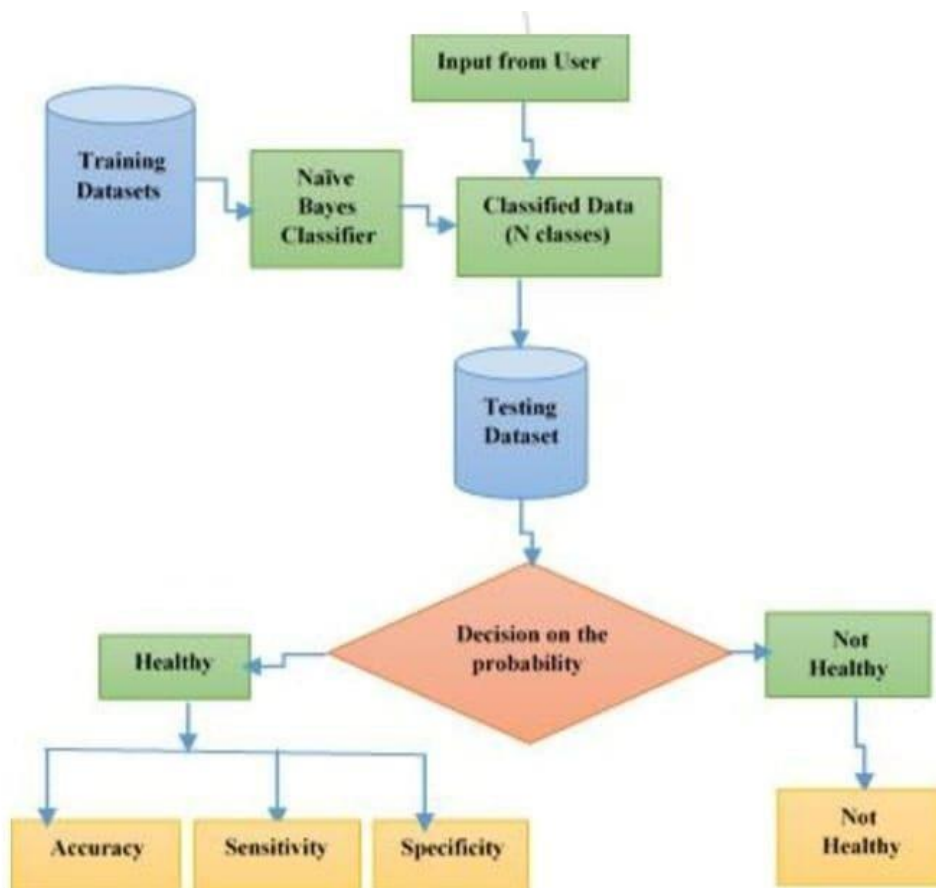 Input from User
Training
Datasets
Naïve
Bayes
Classifier
Classified Data
(N classes)
Testing
Dataset
Decision on the
probability
Healthy
Not
Healthy
Accuracy
Sensitivity
Specificity
Not
Healthy